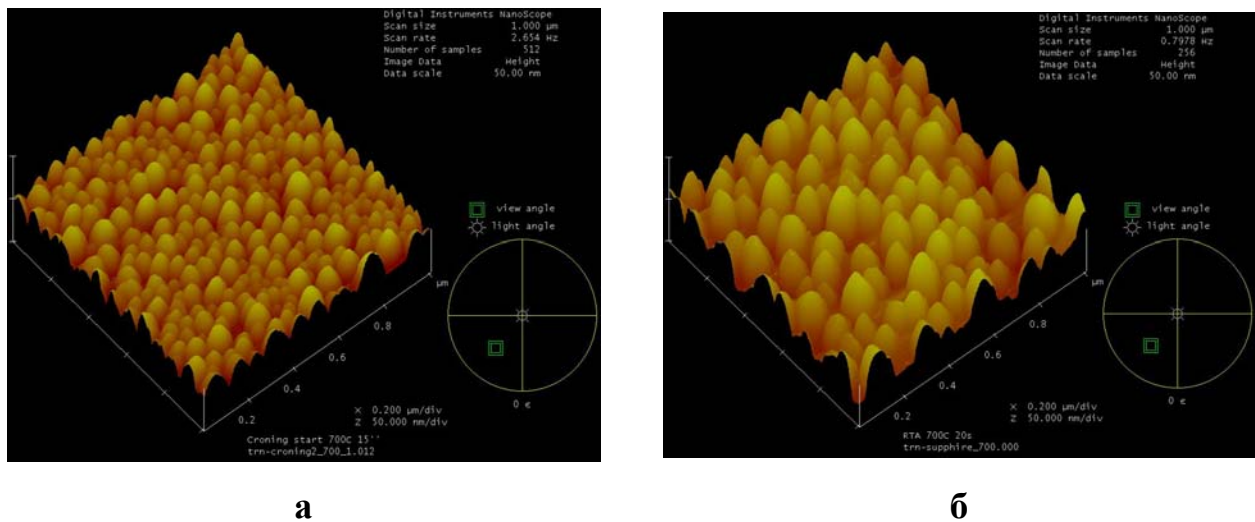 Digital Instruments NanoScope
Scan size 1.000 µm
Scan rate 2.654 Hz
Number of samples 512
Image Data Height
Data scale 50.00 nm
view angle
light angle
µm
0.8
0.6
0.4
0.2
X 0.200 µm/div
Z 50.000 nm/div
0 e
Croning start 700C 15''
trn-croning2_700_1.012
а
Digital Instruments NanoScope
Scan size 1.000 µm
Scan rate 0.7978 Hz
Number of samples 256
Image Data Height
Data scale 50.00 nm
view angle
light angle
µm
0.8
0.6
0.4
0.2
X 0.200 µm/div
Z 50.000 nm/div
0 e
RTA 700C 20s
trn-supphire_700.000
б